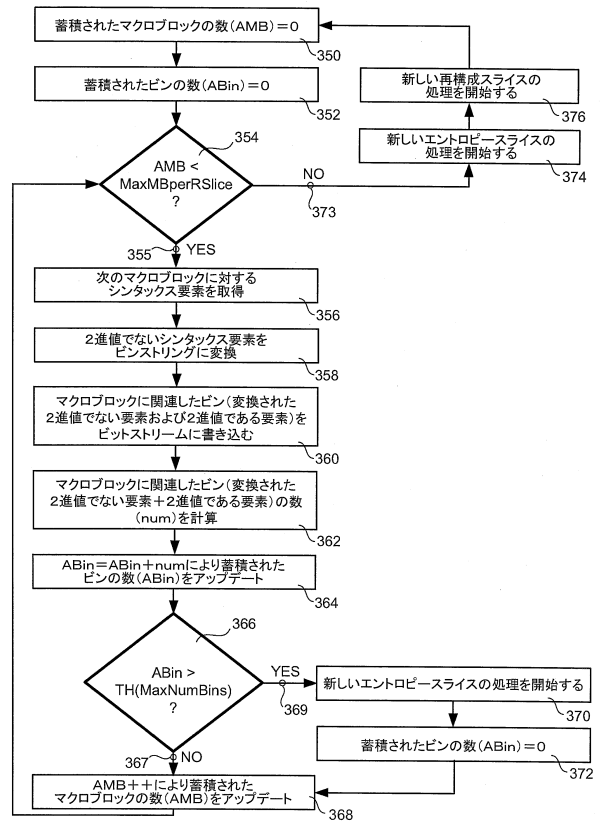 蓄積されたマクロブロックの数(AMB)=0
350
蓄積されたビンの数(ABin)=0
352
354
AMB <
MaxMBperRSlice
?
NO
373
新しい再構成スライスの
処理を開始する
376
新しいエントロピースライスの
処理を開始する
374
355
YES
次のマクロブロックに対する
シンタックス要素を取得
356
2進値でないシンタックス要素を
ビンストリングに変換
358
マクロブロックに関連したビン(変換された
2進値でない要素および2進値である要素)を
ビットストリームに書き込む
360
マクロブロックに関連したビン(変換された
2進値でない要素+2進値である要素)の数
(num)を計算
362
ABin=ABin+numにより蓄積された
ビンの数(ABin)をアップデート
364
366
ABin >
TH(MaxNumBins)
?
YES
369
新しいエントロピースライスの処理を開始する
370
蓄積されたビンの数(ABin)=0
372
367
NO
AMB++により蓄積された
マクロブロックの数(AMB)をアップデート
368